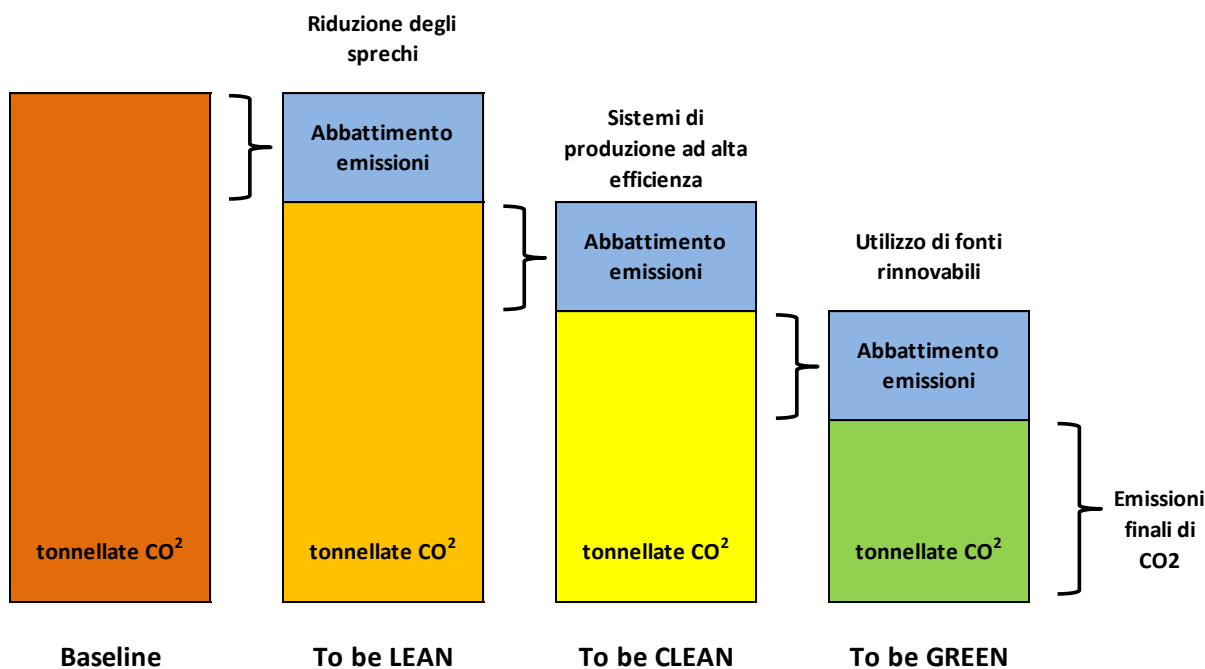 Riduzione degli
sprechi
Abbattimento
emissioni
Sistemi di
produzione ad alta
efficienza
Abbattimento
emissioni
Utilizzo di fonti
rinnovabili
Abbattimento
emissioni
tonnellate CO²
tonnellate CO²
tonnellate CO²
tonnellate CO²
Emissioni
finali di
CO2
Baseline
To be LEAN
To be CLEAN
To be GREEN